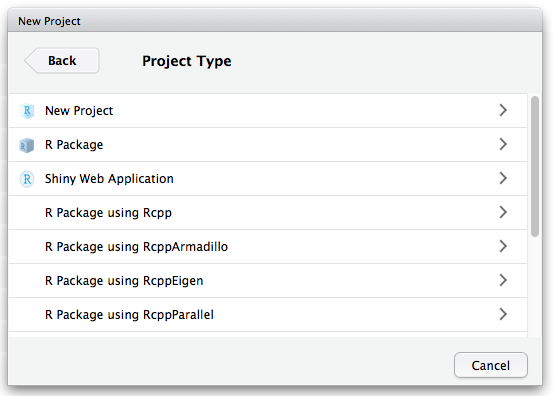 New Project
Back
Project Type
R New Project
R R Package
R Shiny Web Application
R Package using Rcpp
R Package using RcppArmadillo
R Package using RcppEigen
R Package using RcppParallel
Cancel